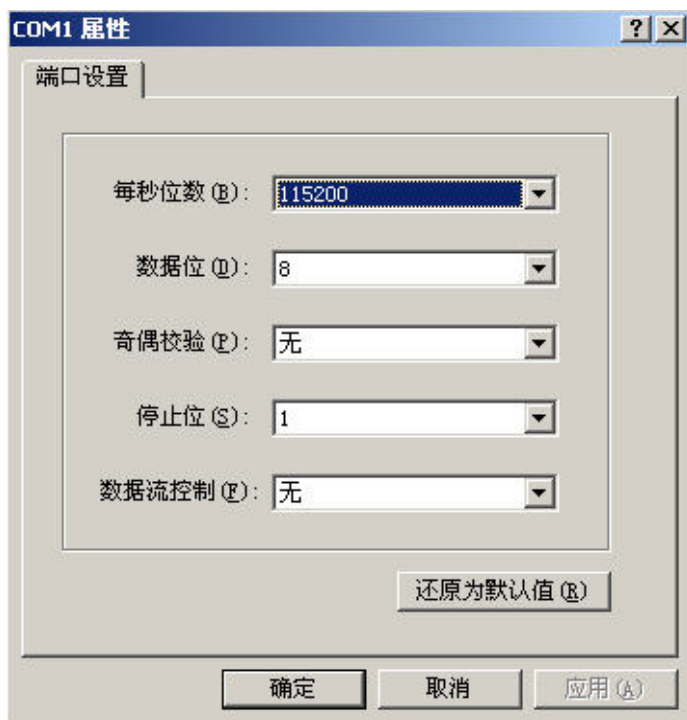 COM1 属性
端口设置
每秒位数(B): 115200
数据位(D): 8
奇偶校验(P): 无
停止位(S): 1
数据流控制(F): 无
还原为默认值(R)
确定 取消 应用(A)